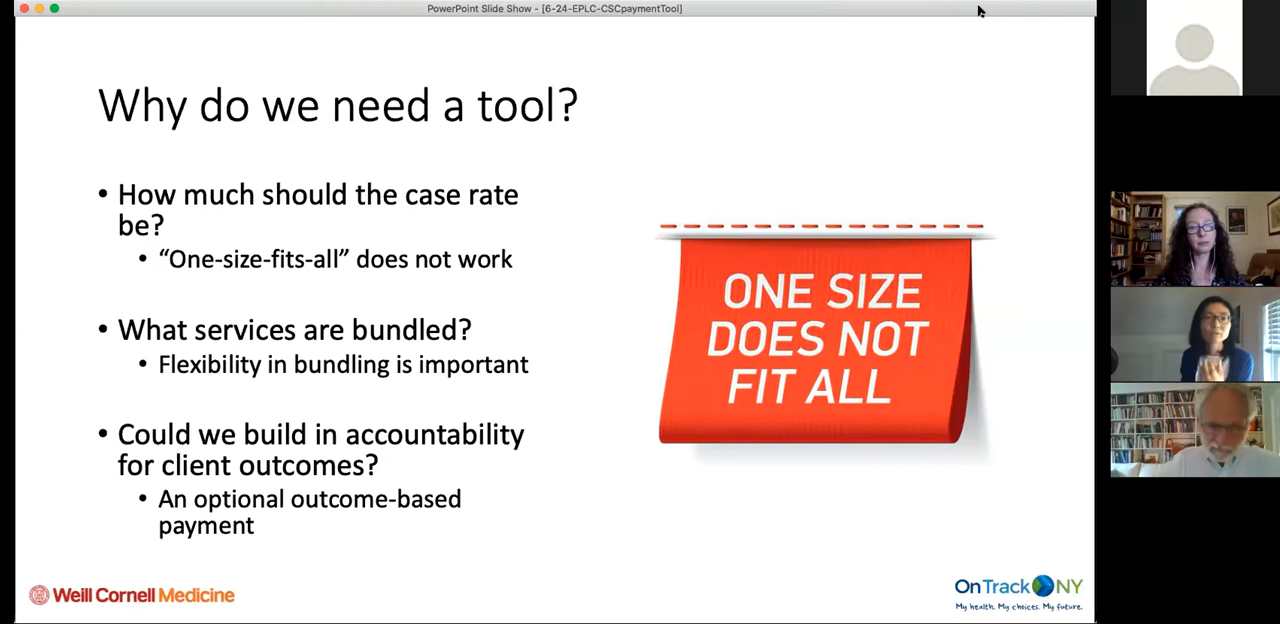 PowerPoint Slide Show - [6-24-EPLC-CSCpaymentTool]
Why do we need a tool?
• How much should the case rate
be?
• “One-size-fits-all” does not work
• What services are bundled?
• Flexibility in bundling is important
• Could we build in accountability
for client outcomes?
• An optional outcome-based
payment
ONE SIZE
DOES NOT
FIT ALL
Weill Cornell Medicine
OnTrack NY
My health. My choices. My future.